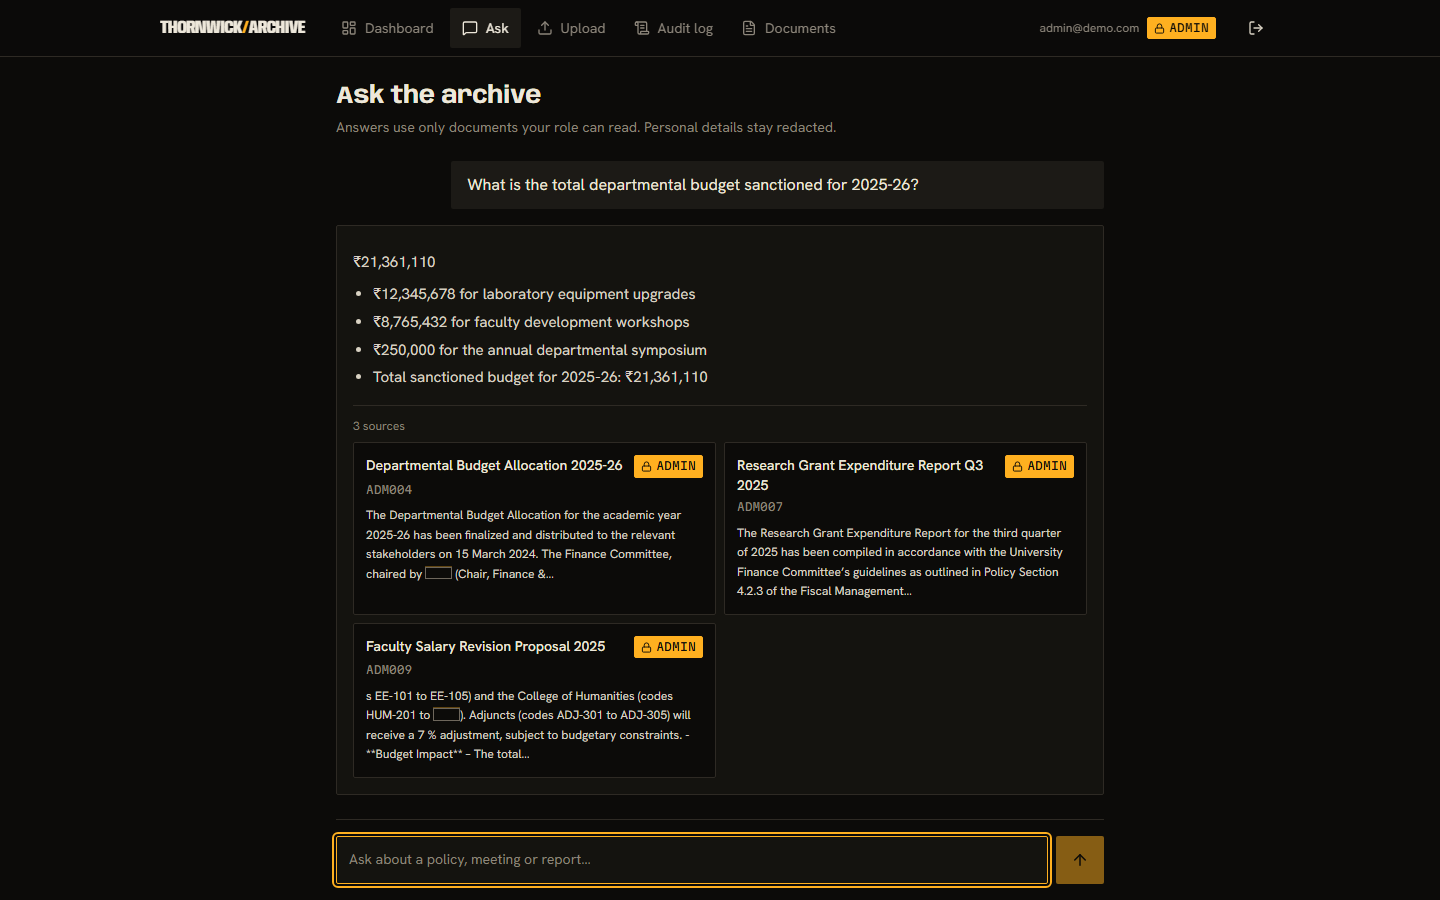 THORNWICK/ARCHIVE
Dashboard
Ask
Upload
Audit log
Documents
admin@demo.com
ADMIN
Ask the archive
Answers use only documents your role can read. Personal details stay redacted.
What is the total departmental budget sanctioned for 2025-26?
₹21,361,110
• ₹12,345,678 for laboratory equipment upgrades
• ₹8,765,432 for faculty development workshops
• ₹250,000 for the annual departmental symposium
• Total sanctioned budget for 2025-26: ₹21,361,110
3 sources
Departmental Budget Allocation 2025-26
ADMIN
ADM004
The Departmental Budget Allocation for the academic year
2025-26 has been finalized and distributed to the relevant
stakeholders on 15 March 2024. The Finance Committee,
chaired by (Chair, Finance &...
Research Grant Expenditure Report Q3
2025
ADMIN
ADM007
The Research Grant Expenditure Report for the third quarter
of 2025 has been compiled in accordance with the University
Finance Committee's guidelines as outlined in Policy Section
4.2.3 of the Fiscal Management...
Faculty Salary Revision Proposal 2025
ADMIN
ADM009
s EE-101 to EE-105) and the College of Humanities (codes
HUM-201 to ). Adjuncts (codes ADJ-301 to ADJ-305) will
receive a 7 % adjustment, subject to budgetary constraints. -
**Budget Impact** – The total...
Ask about a policy, meeting or report...